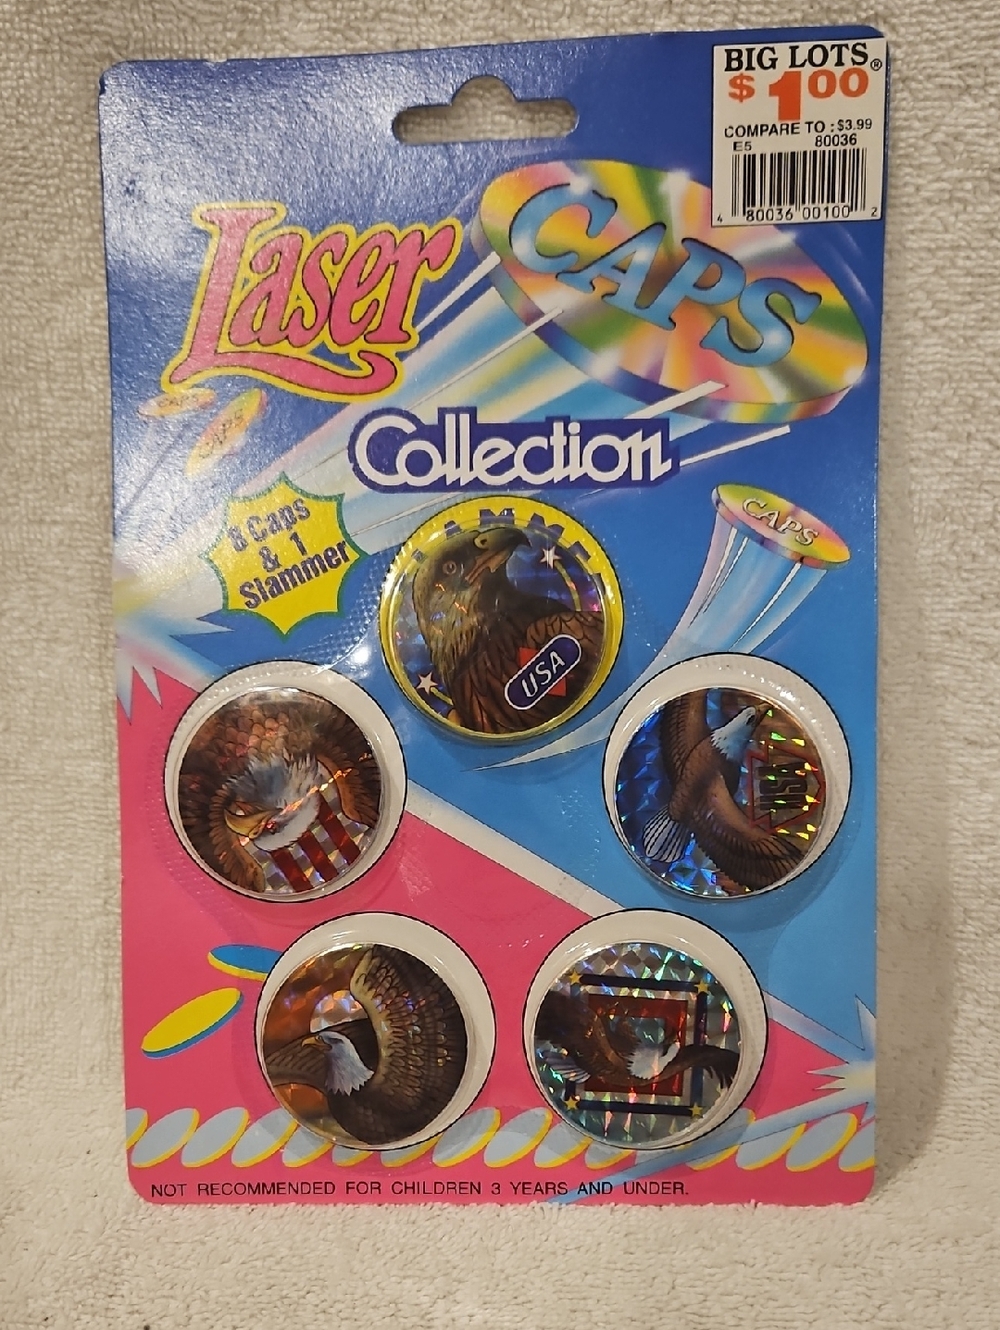 BIG LOTS®
$1.00
COMPARE TO : $3.99
E5 80036
4 80036 00100 2
Laser
CAPS
CAPS
Collection
8 Caps
& 1
Slammer
CAPS
USA
USA
NOT RECOMMENDED FOR CHILDREN 3 YEARS AND UNDER.